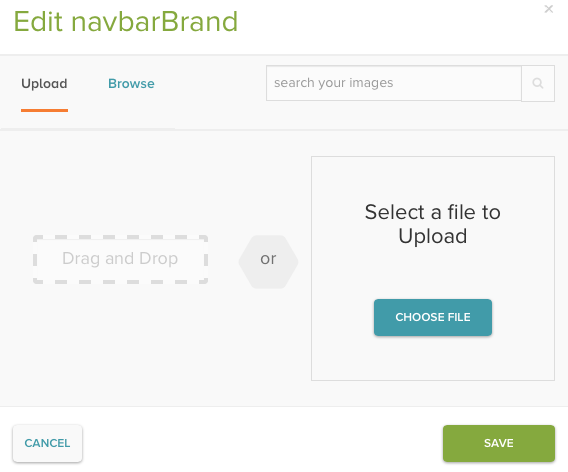 Edit navbarBrand
Upload
Browse
search your images
Drag and Drop
or
Select a file to
Upload
CHOOSE FILE
CANCEL
SAVE